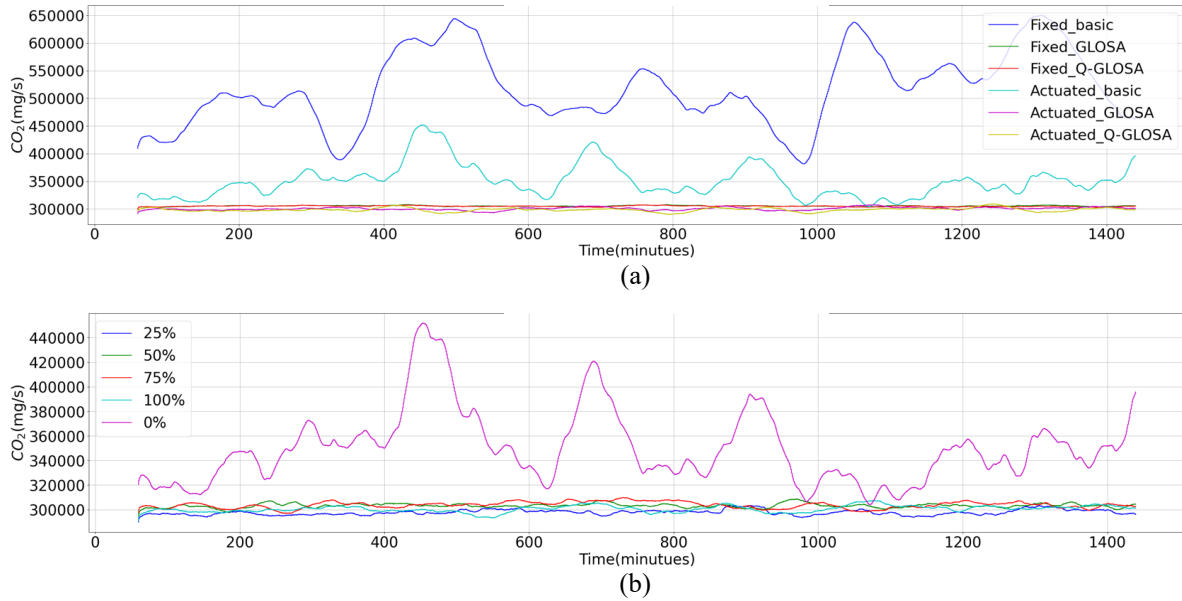 650000
600000
550000
500000
450000
400000
350000
300000
CO2(mg/s)
Fixed_basic
Fixed_GLOSA
Fixed_Q-GLOSA
Actuated_basic
Actuated_GLOSA
Actuated_Q-GLOSA
0 200 400 600 800 1000 1200 1400
Time(minutues)
(a)
440000
420000
400000
380000
360000
340000
320000
300000
CO2(mg/s)
25%
50%
75%
100%
0%
0 200 400 600 800 1000 1200 1400
Time(minutues)
(b)